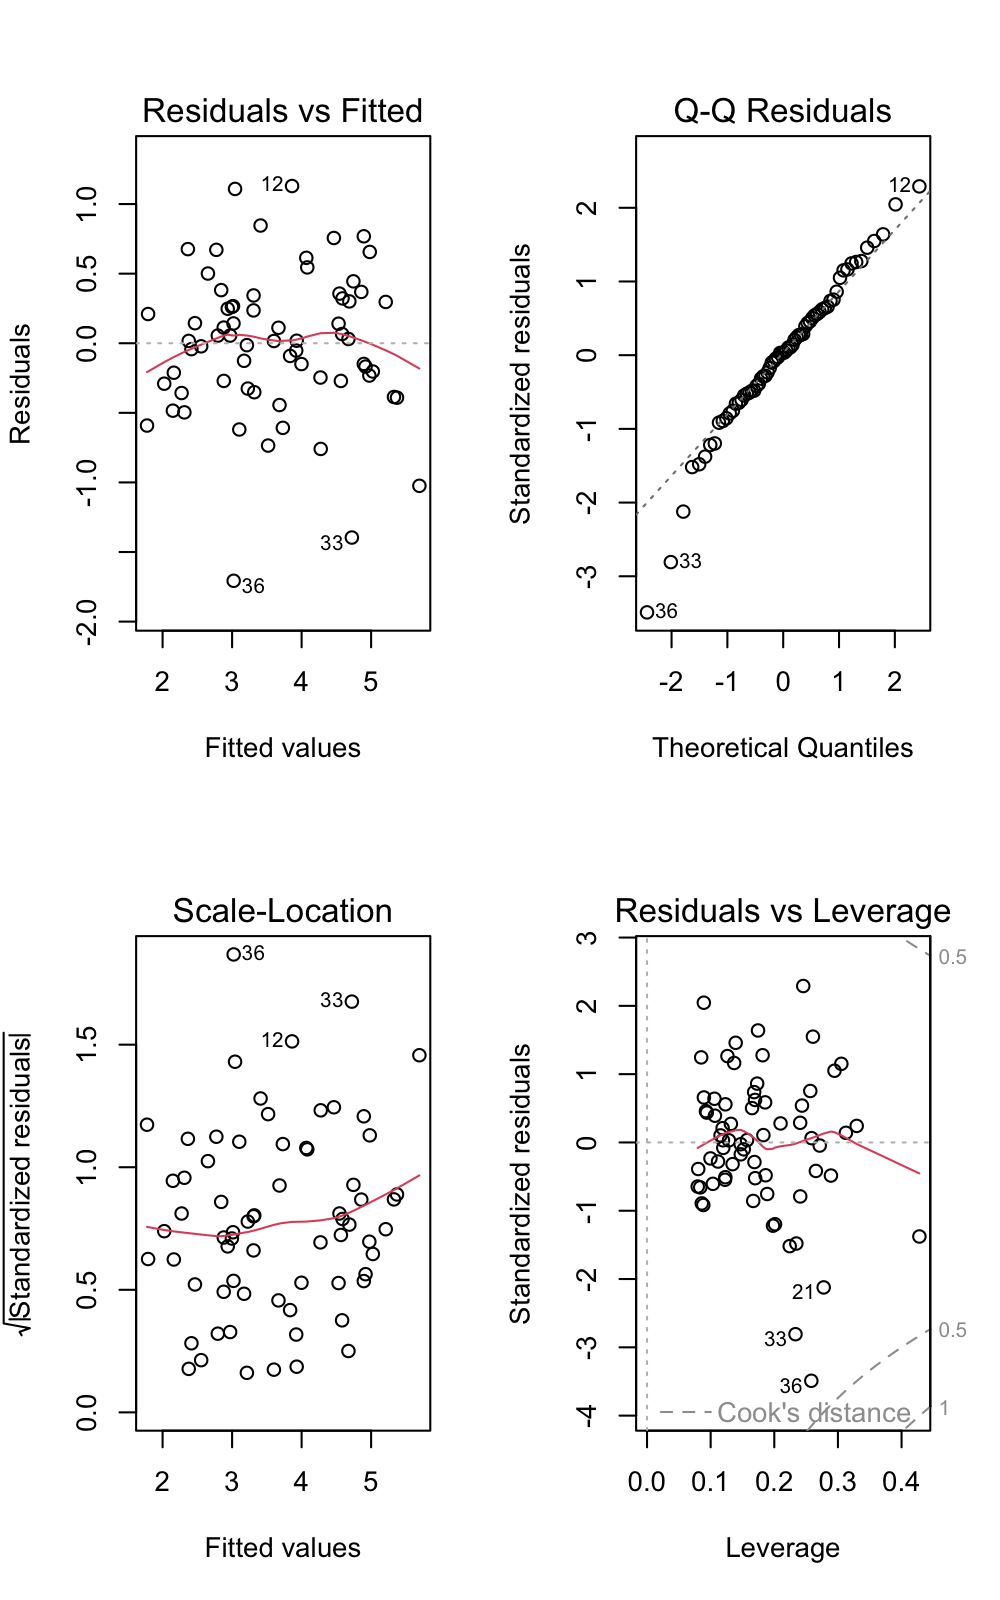 Residuals vs Fitted
Residuals
-2.0 -1.0 0.0 0.5 1.0
12
33
36
2 3 4 5
Fitted values
Q-Q Residuals
Standardized residuals
-3 -2 -1 0 1 2
12
33
36
-2 -1 0 1 2
Theoretical Quantiles
Scale-Location
√|Standardized residuals|
0.0 0.5 1.0 1.5
36
33
12
2 3 4 5
Fitted values
Residuals vs Leverage
Standardized residuals
-4 -3 -2 -1 0 1 2 3
0.5
21
33
0.5
36
Cook's distance
1
0.0 0.1 0.2 0.3 0.4
Leverage